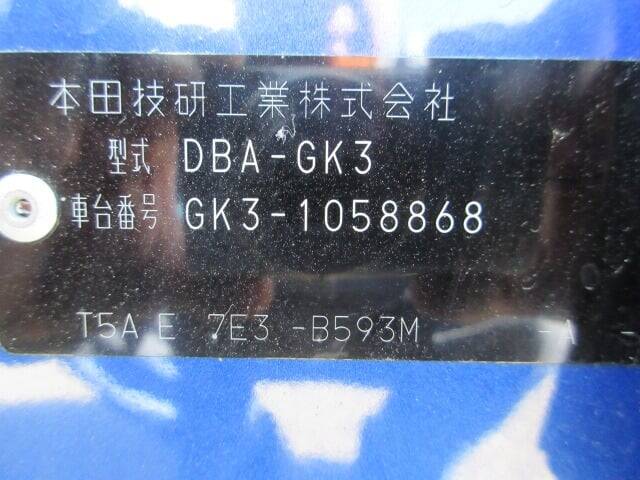 本田技研工業株式会社
型式 DBA-GK3
車台番号 GK3-1058868
T5A E 7E3 -B593M -A -